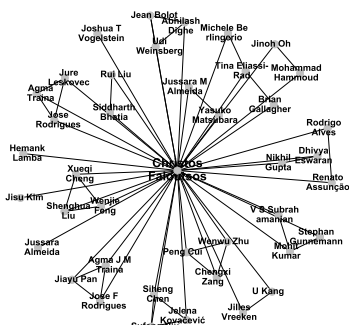 Jean Bolot
Abhilash
Dighe
Joshua T
Vogelstein
Udi
Weinsberg
Michele Be
rlingerio
Jinoh Oh
Tina Eliassi-
Rad
Mohammad
Hammoud
Jure
Leskovec
Rui Liu
Jussara M
Almeida
Agma
Traina
Jose
Rodrigues
Siddharth
Bhatia
Yasuko
Matsubara
Brian
Gallagher
Rodrigo
Alves
Hemank
Lamba
Christos
Faloutsos
Nikhil
Gupta
Dhivya
Eswaran
Xueqi
Cheng
Renato
Assunção
Jisu Kim
Shenghua
Liu
Wenjie
Feng
V S Subrah
amanian
Stephan
Gunnemann
Mohit
Kumar
Jussara
Almeida
Wenwu Zhu
Peng Cui
Agma J M
Traina
Chengxi
Zang
Jiayu Pan
Jose F
Rodrigues
Siheng
Chen
U Kang
Jelena
Kovačević
Jilles
Vreeken